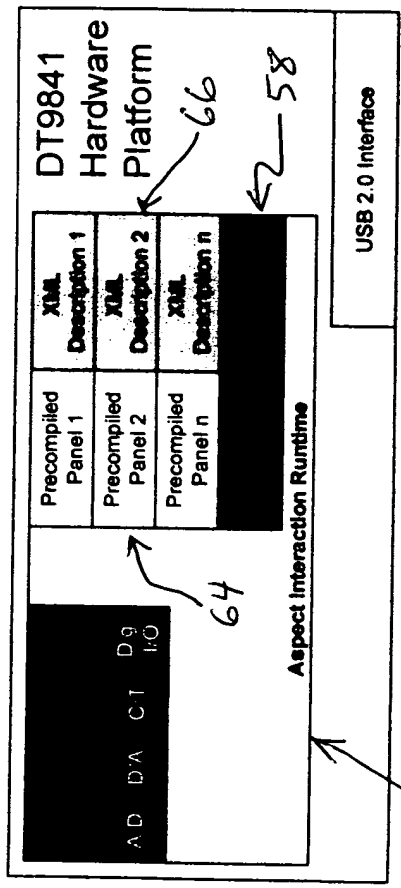 DT9841
Hardware
Platform
66
58
XML
Description 1
XML
Description 2
XML
Description n
Precompiled
Panel 1
Precompiled
Panel 2
Precompiled
Panel n
64
A/D D/A C/T Dg
I/O
Aspect Interaction Runtime
USB 2.0 Interface